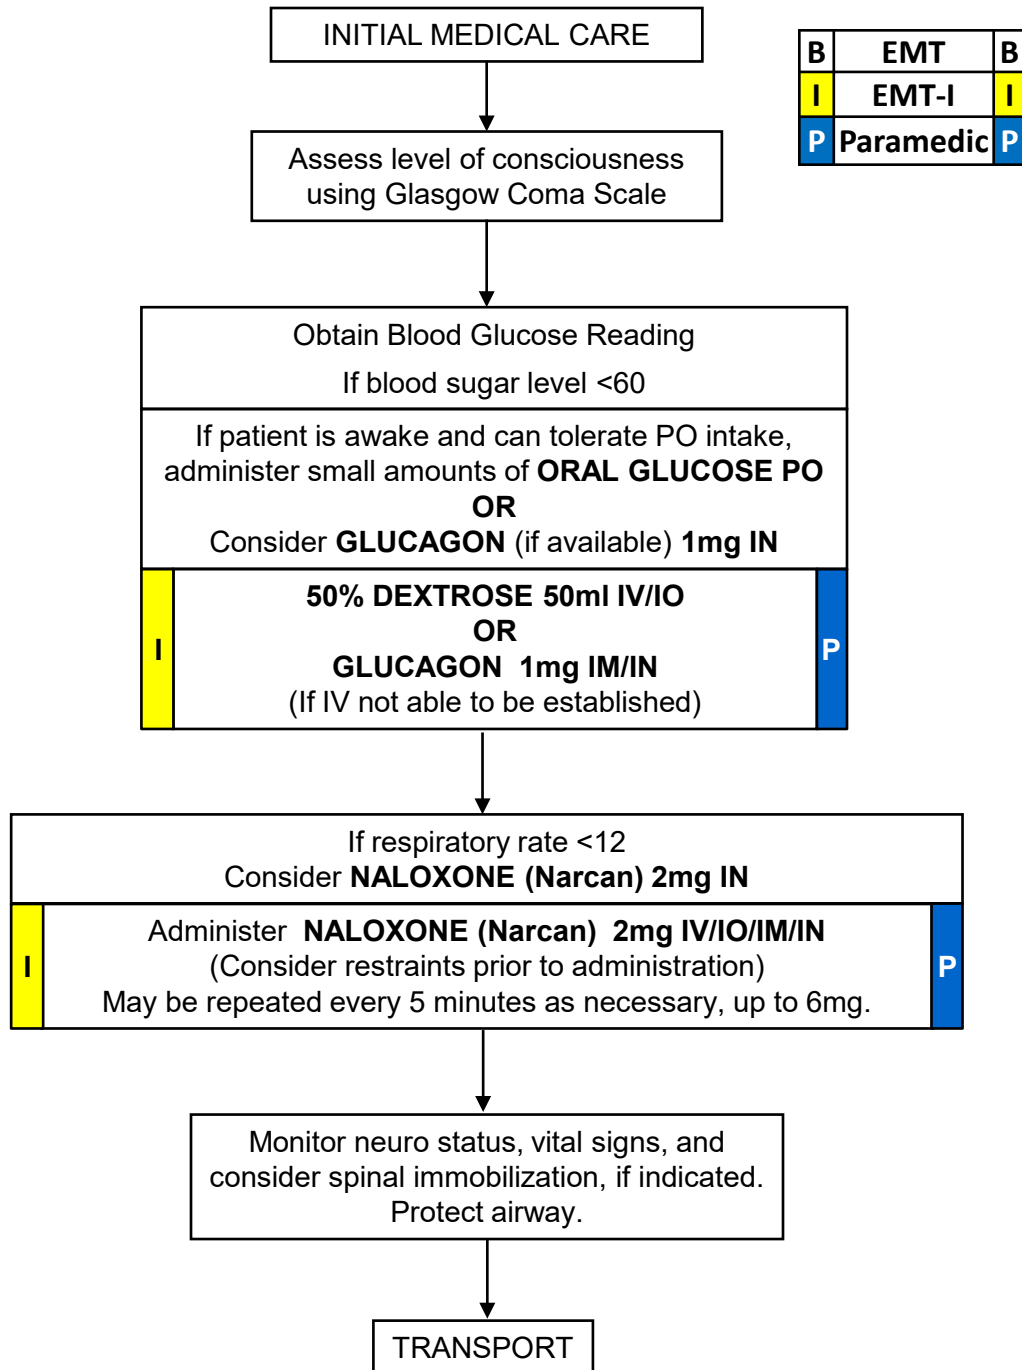 INITIAL MEDICAL CARE
B EMT B
I EMT-I I
P Paramedic P
Assess level of consciousness
using Glasgow Coma Scale
Obtain Blood Glucose Reading
If blood sugar level <60
If patient is awake and can tolerate PO intake,
administer small amounts of ORAL GLUCOSE PO
OR
Consider GLUCAGON (if available) 1mg IN
50% DEXTROSE 50ml IV/IO
OR
I
P
GLUCAGON 1mg IM/IN
(If IV not able to be established)
If respiratory rate <12
Consider NALOXONE (Narcan) 2mg IN
Administer NALOXONE (Narcan) 2mg IV/IO/IM/IN
I
P
(Consider restraints prior to administration)
May be repeated every 5 minutes as necessary, up to 6mg.
Monitor neuro status, vital signs, and
consider spinal immobilization, if indicated.
Protect airway.
TRANSPORT